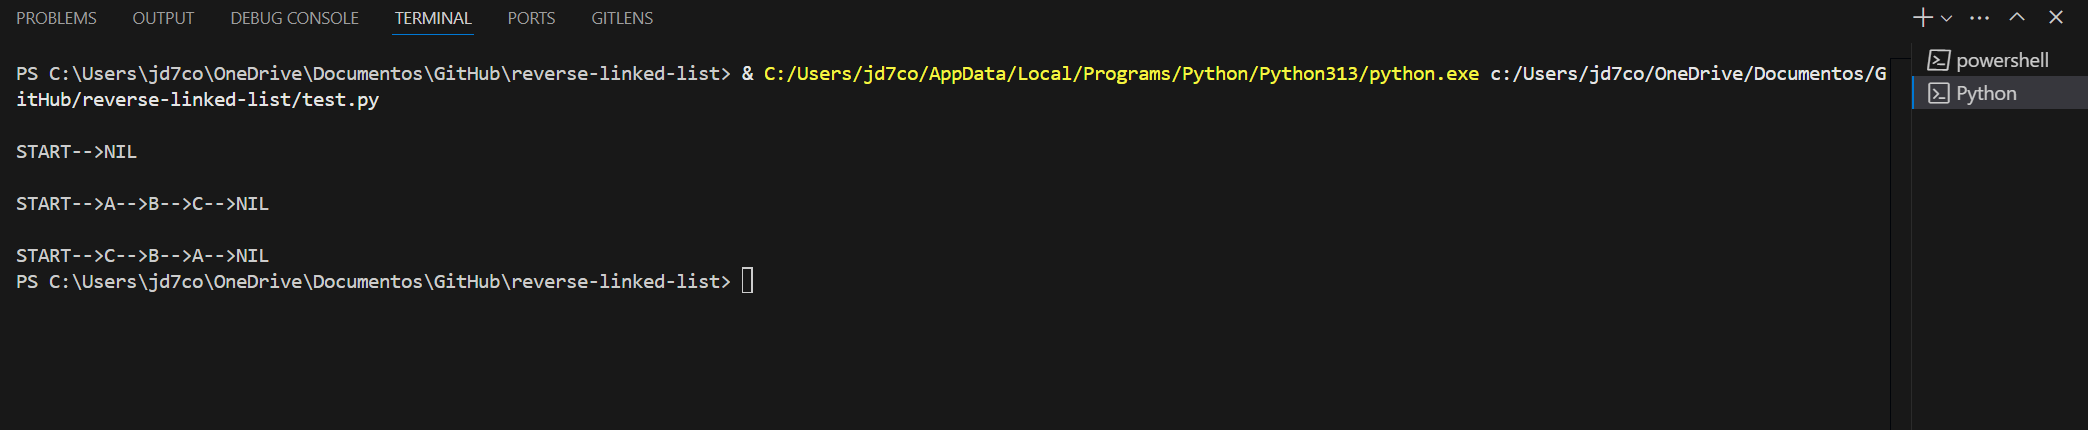 PROBLEMS OUTPUT DEBUG CONSOLE TERMINAL PORTS GITLENS
PS C:\Users\jd7co\OneDrive\Documentos\GitHub\reverse-linked-list> & C:/Users/jd7co/AppData/Local/Programs/Python/Python313/python.exe c:/Users/jd7co/OneDrive/Documentos/G
itHub/reverse-linked-list/test.py
START-->NIL
START-->A-->B-->C-->NIL
START-->C-->B-->A-->NIL
PS C:\Users\jd7co\OneDrive\Documentos\GitHub\reverse-linked-list>
powershell
Python